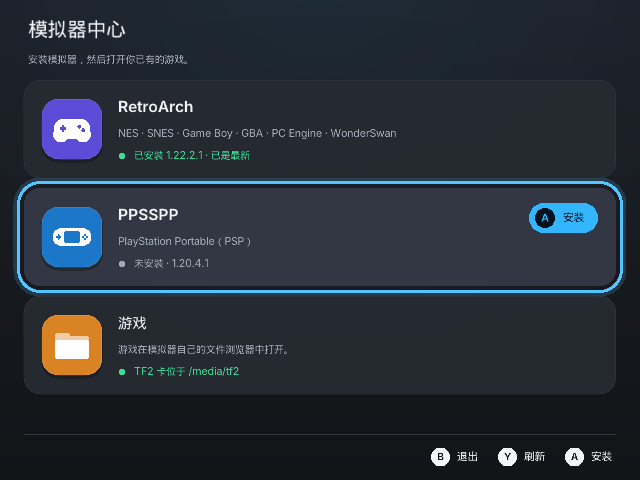 模拟器中心
安装模拟器，然后打开你已有的游戏。
RetroArch
NES · SNES · Game Boy · GBA · PC Engine · WonderSwan
已安装 1.22.2.1 · 已是最新
PPSSPP
A 安装
PlayStation Portable（PSP）
未安装 · 1.20.4.1
游戏
游戏在模拟器自己的文件浏览器中打开。
TF2 卡位于 /media/tf2
B 退出 Y 刷新 A 安装